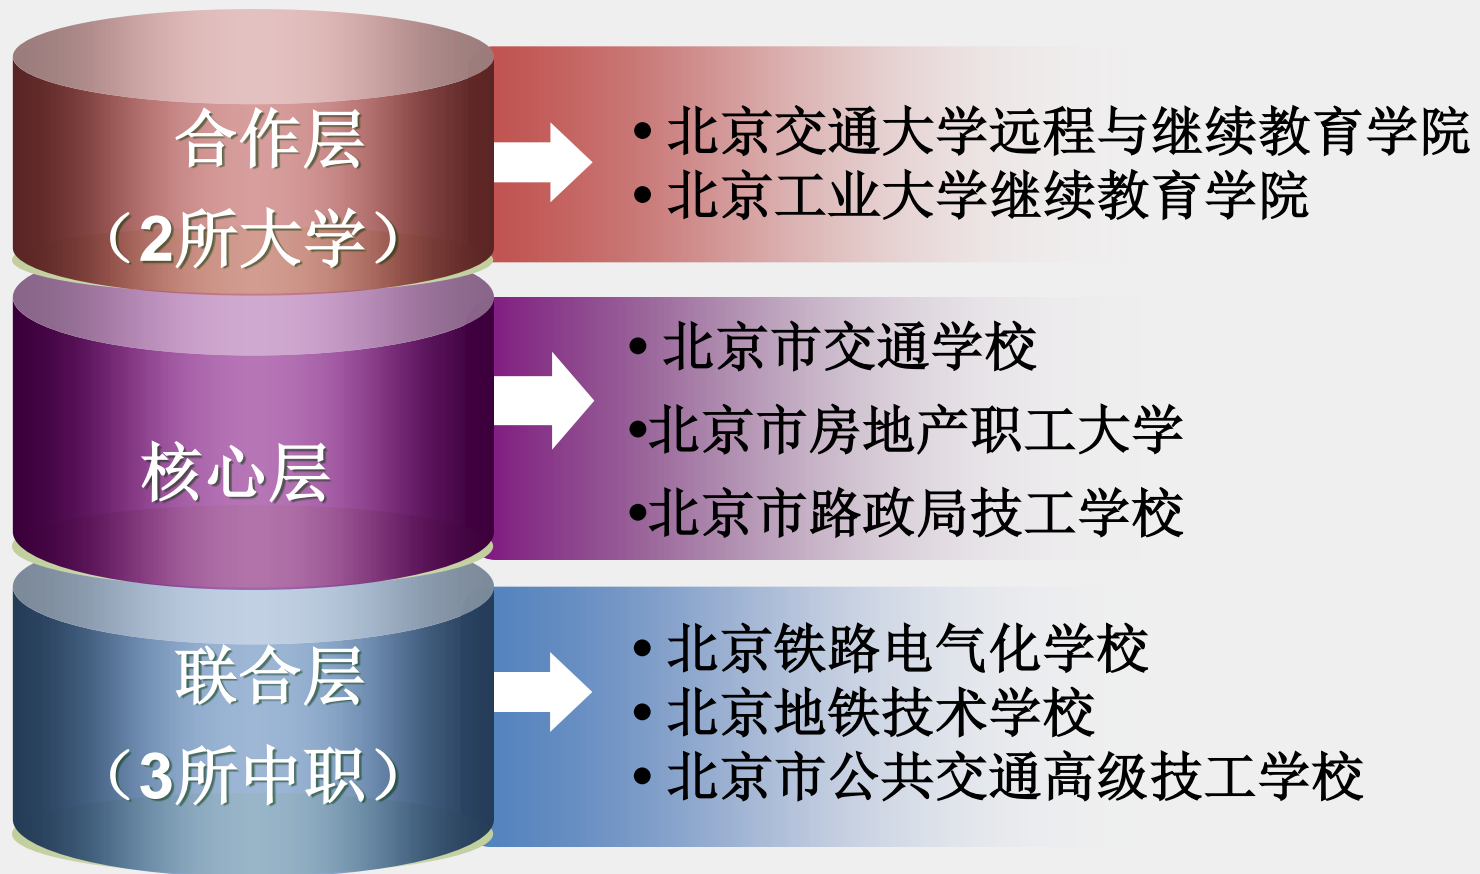 合作层
（2所大学）
• 北京交通大学远程与继续教育学院
• 北京工业大学继续教育学院
核心层
• 北京市交通学校
•北京市房地产职工大学
•北京市路政局技工学校
联合层
（3所中职）
• 北京铁路电气化学校
• 北京地铁技术学校
• 北京市公共交通高级技工学校